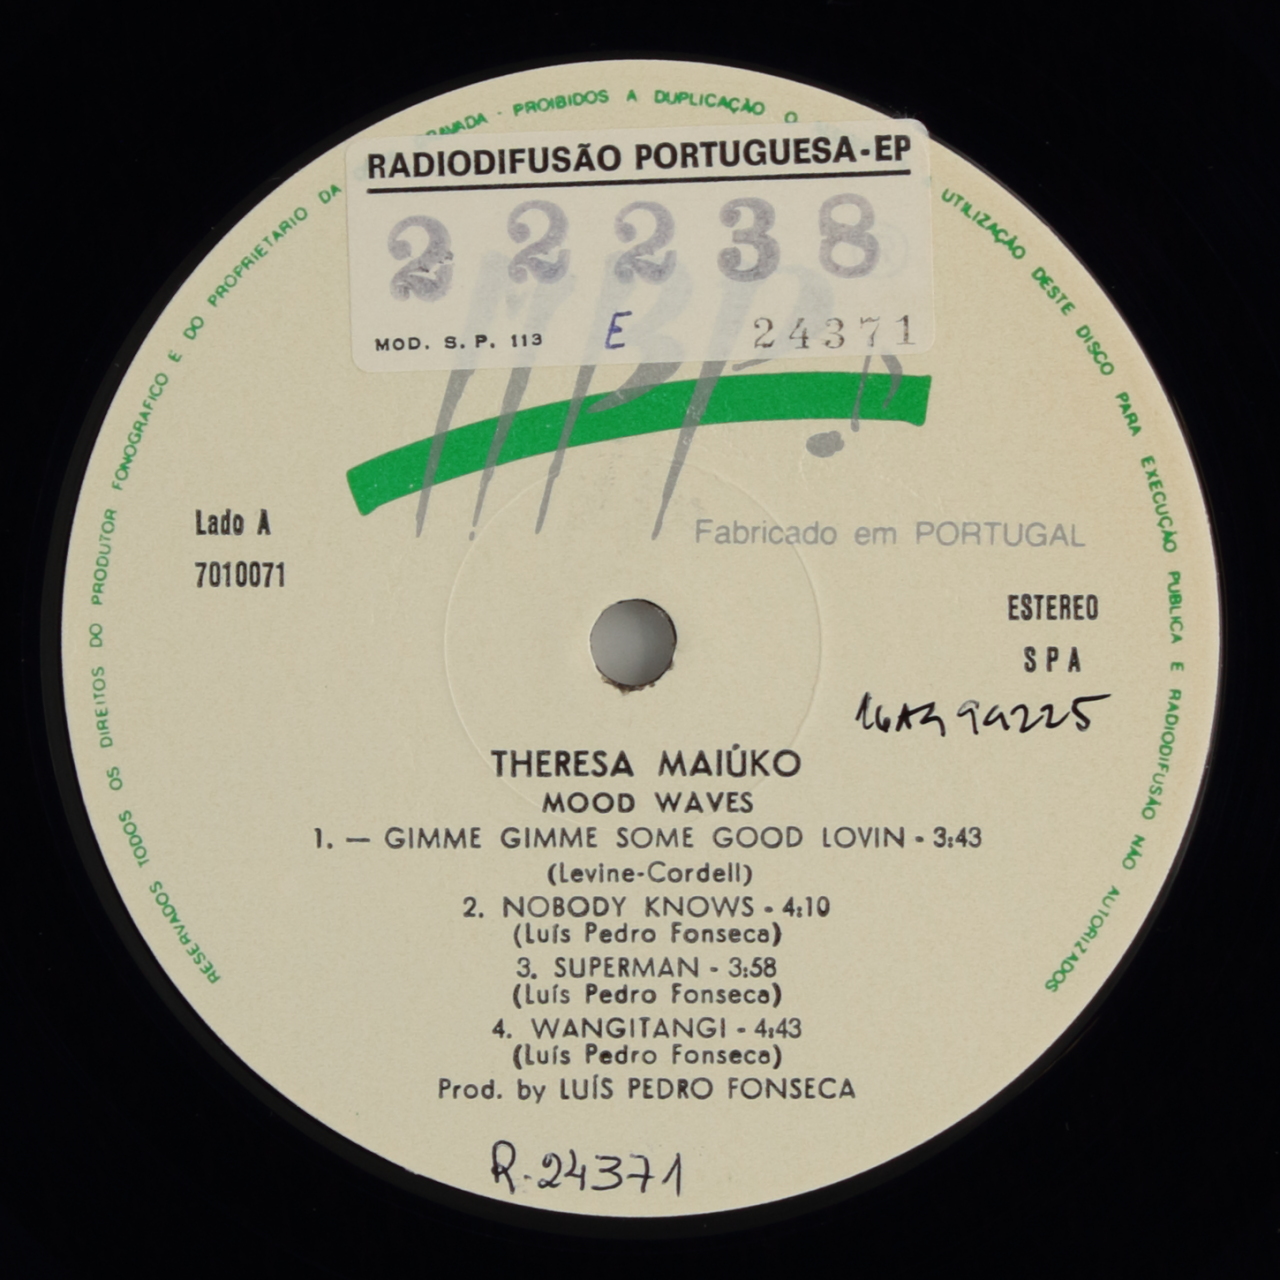 RESERVADOS TODOS OS DIREITOS DO PRODUTOR FONOGRAFICO E DO PROPRIETARIO DA RAVADA - PROIBIDOS A DUPLICAÇÃO O UTILIZAÇÃO DESTE DISCO PARA EXECUÇÃO PUBLICA E RADIODIFUSÃO NÃO AUTORIZADOS
RADIODIFUSÃO PORTUGUESA-EP
22238
MOD. S. P. 113 E 24371
MBP
Lado A
7010071
Fabricado em PORTUGAL
ESTEREO
SPA
THERESA MAIÚKO
MOOD WAVES
1. — GIMME GIMME SOME GOOD LOVIN - 3:43
(Levine-Cordell)
2. NOBODY KNOWS - 4:10
(Luís Pedro Fonseca)
3. SUPERMAN - 3:58
(Luís Pedro Fonseca)
4. WANGITANGI - 4:43
(Luís Pedro Fonseca)
Prod. by LUÍS PEDRO FONSECA
R-24371